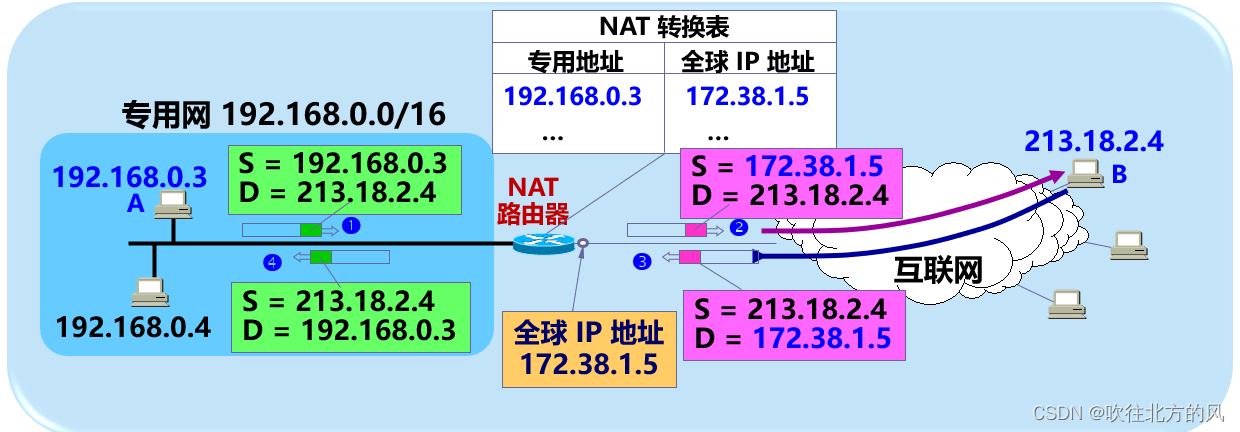 NAT 转换表
专用地址
全球 IP 地址
192.168.0.3
172.38.1.5
...
...
专用网 192.168.0.0/16
192.168.0.3
A
S = 192.168.0.3
D = 213.18.2.4
NAT
路由器
S = 172.38.1.5
D = 213.18.2.4
213.18.2.4
B
1
2
4
3
互联网
192.168.0.4
S = 213.18.2.4
D = 192.168.0.3
全球 IP 地址
172.38.1.5
S = 213.18.2.4
D = 172.38.1.5
CSDN @吹往北方的风